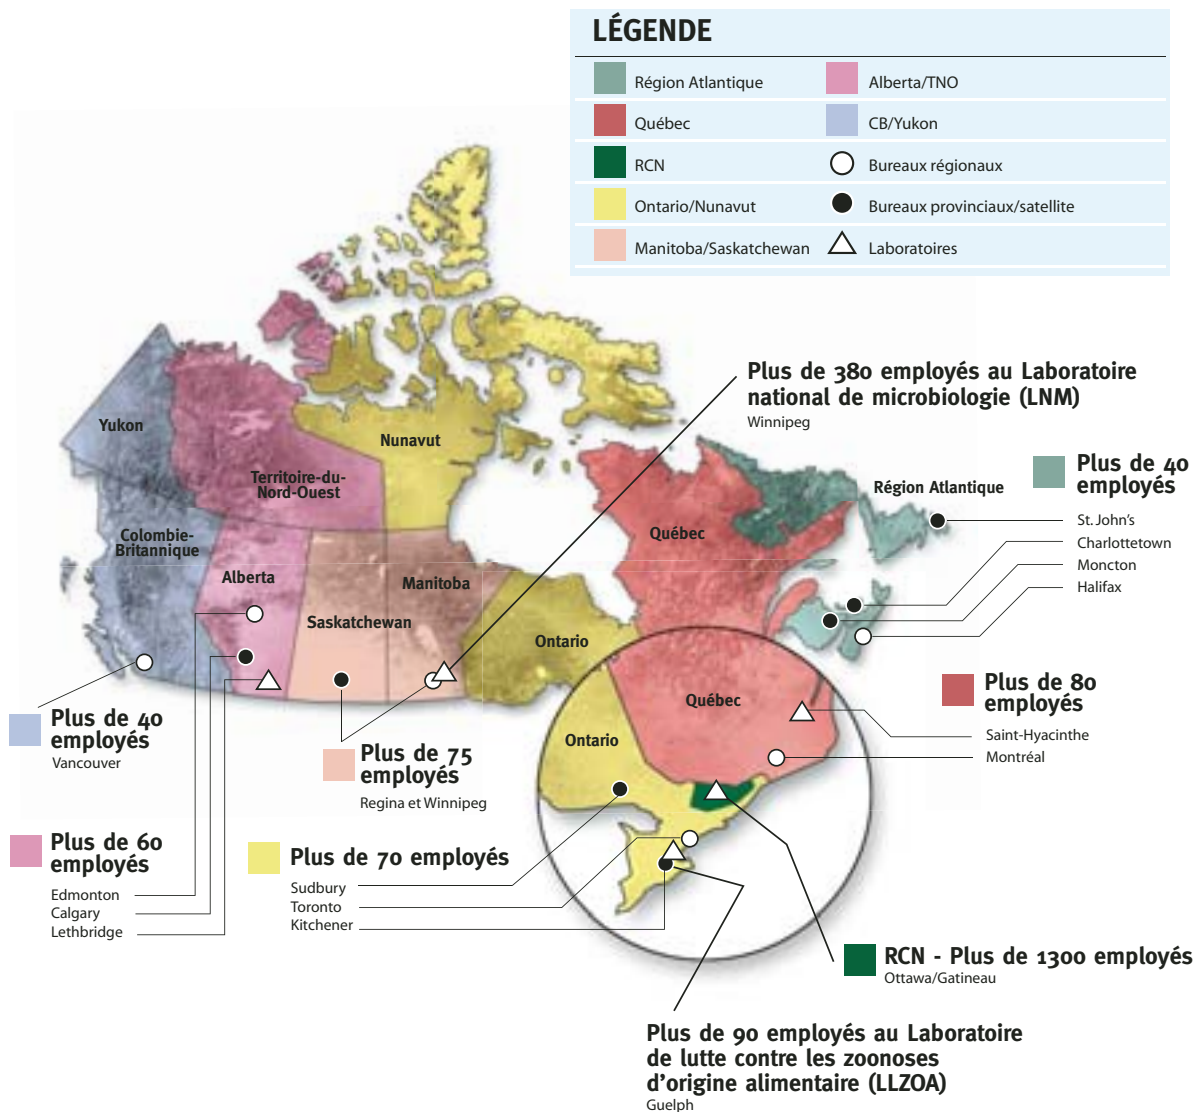 LÉGENDE
Région Atlantique
Alberta/TNO
Québec
CB/Yukon
RCN
Bureaux régionaux
Ontario/Nunavut
Bureaux provinciaux/satellite
Manitoba/Saskatchewan
Laboratoires
Plus de 380 employés au Laboratoire
national de microbiologie (LNM)
Winnipeg
Yukon
Nunavut
Territoire-du-
Nord-Ouest
Colombie-
Britannique
Alberta
Saskatchewan
Manitoba
Ontario
Québec
Région Atlantique
Plus de 40
employés
St. John's
Charlottetown
Moncton
Halifax
Québec
Ontario
Plus de 80
employés
Saint-Hyacinthe
Montréal
Plus de 40
employés
Vancouver
Plus de 75
employés
Regina et Winnipeg
Plus de 60
employés
Edmonton
Calgary
Lethbridge
Plus de 70 employés
Sudbury
Toronto
Kitchener
RCN - Plus de 1300 employés
Ottawa/Gatineau
Plus de 90 employés au Laboratoire
de lutte contre les zoonoses
d'origine alimentaire (LLZOA)
Guelph